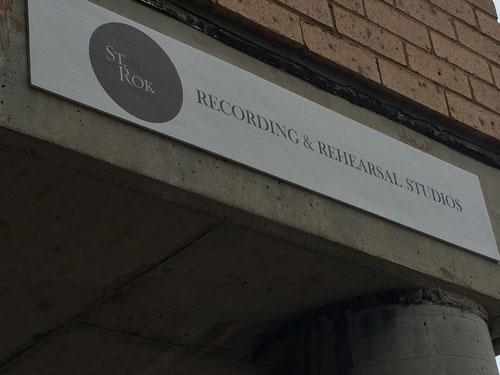 ST.
ROK
RECORDING & REHEARSAL STUDIOS